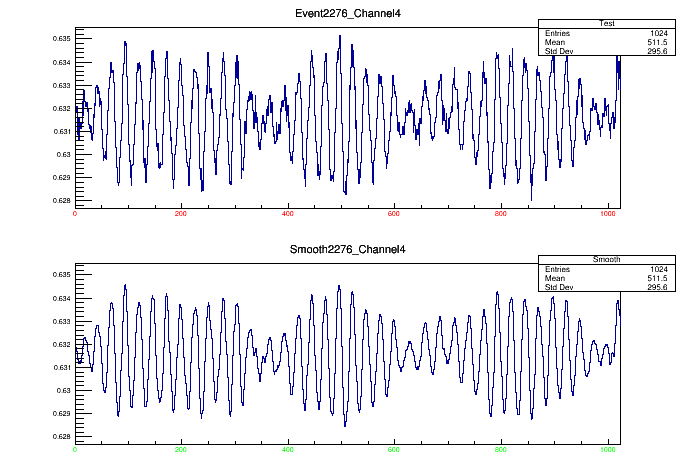 Event2276_Channel4
Test
Entries 1024
Mean 511.5
Std Dev 295.6
0.635
0.634
0.633
0.632
0.631
0.63
0.629
0.628
0 200 400 600 800 1000
Smooth2276_Channel4
Smooth
Entries 1024
Mean 511.5
Std Dev 295.6
0.635
0.634
0.633
0.632
0.631
0.63
0.629
0.628
0 200 400 600 800 1000